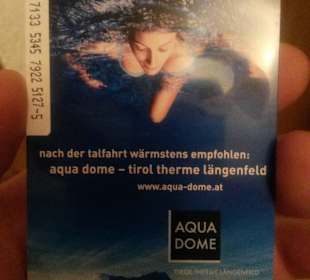 7133 5345 7922 5127-5
nach der talfahrt wärmstens empfohlen:
aqua dome – tirol therme längenfeld
www.aqua-dome.at
AQUA
DOME
TIROL THERME LÄNGENFELD